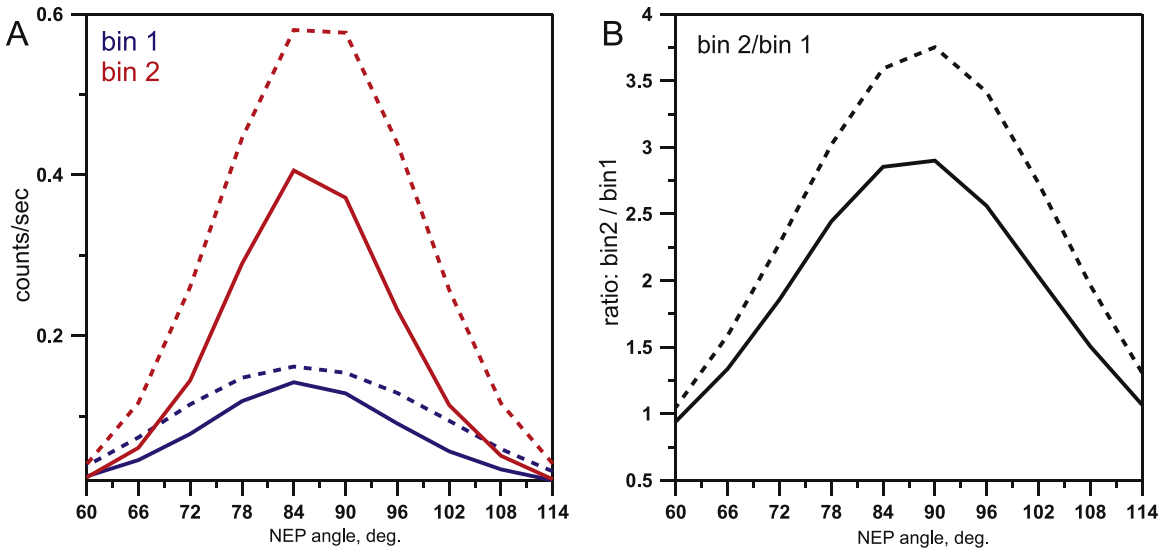 A
bin 1
bin 2
counts/sec
0.6
0.4
0.2
60 66 72 78 84 90 96 102 108 114
NEP angle, deg.
B
bin 2/bin 1
ratio: bin2 / bin1
4
3.5
3
2.5
2
1.5
1
0.5
60 66 72 78 84 90 96 102 108 114
NEP angle, deg.